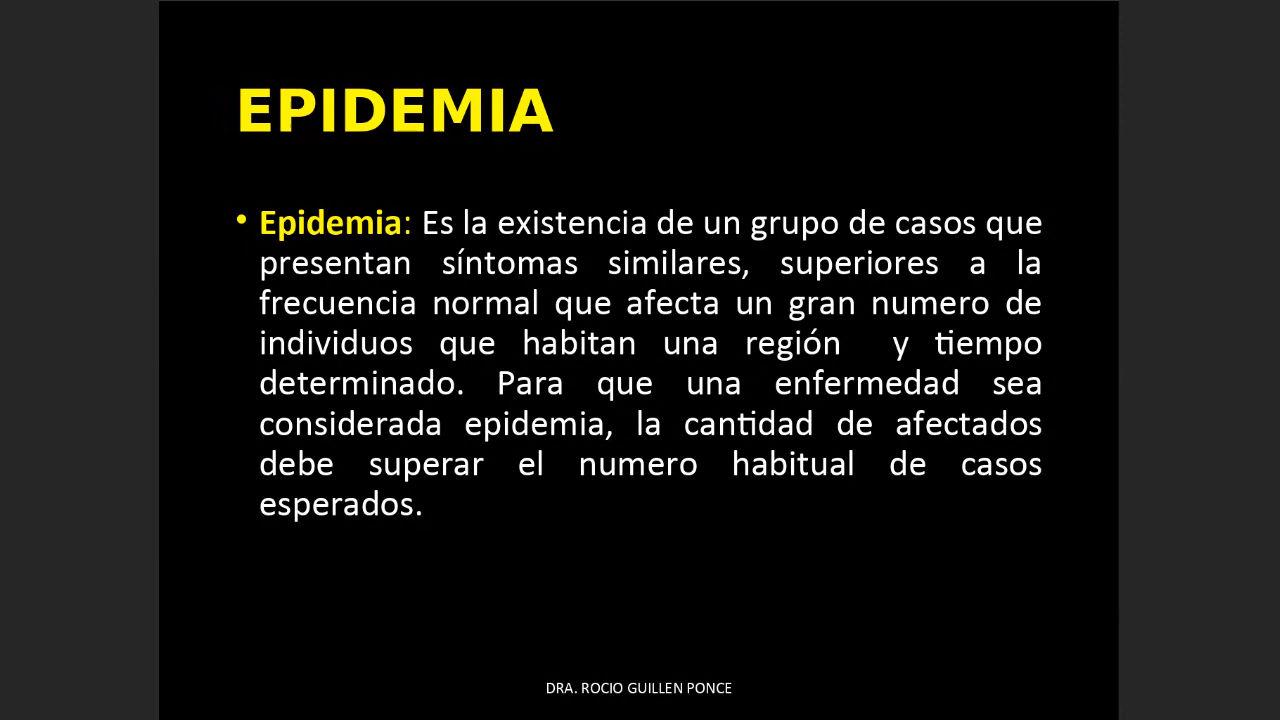 EPIDEMIA
• Epidemia: Es la existencia de un grupo de casos que
presentan síntomas similares, superiores a la
frecuencia normal que afecta un gran numero de
individuos que habitan una región y tiempo
determinado. Para que una enfermedad sea
considerada epidemia, la cantidad de afectados
debe superar el numero habitual de casos
esperados.
DRA. ROCIO GUILLEN PONCE